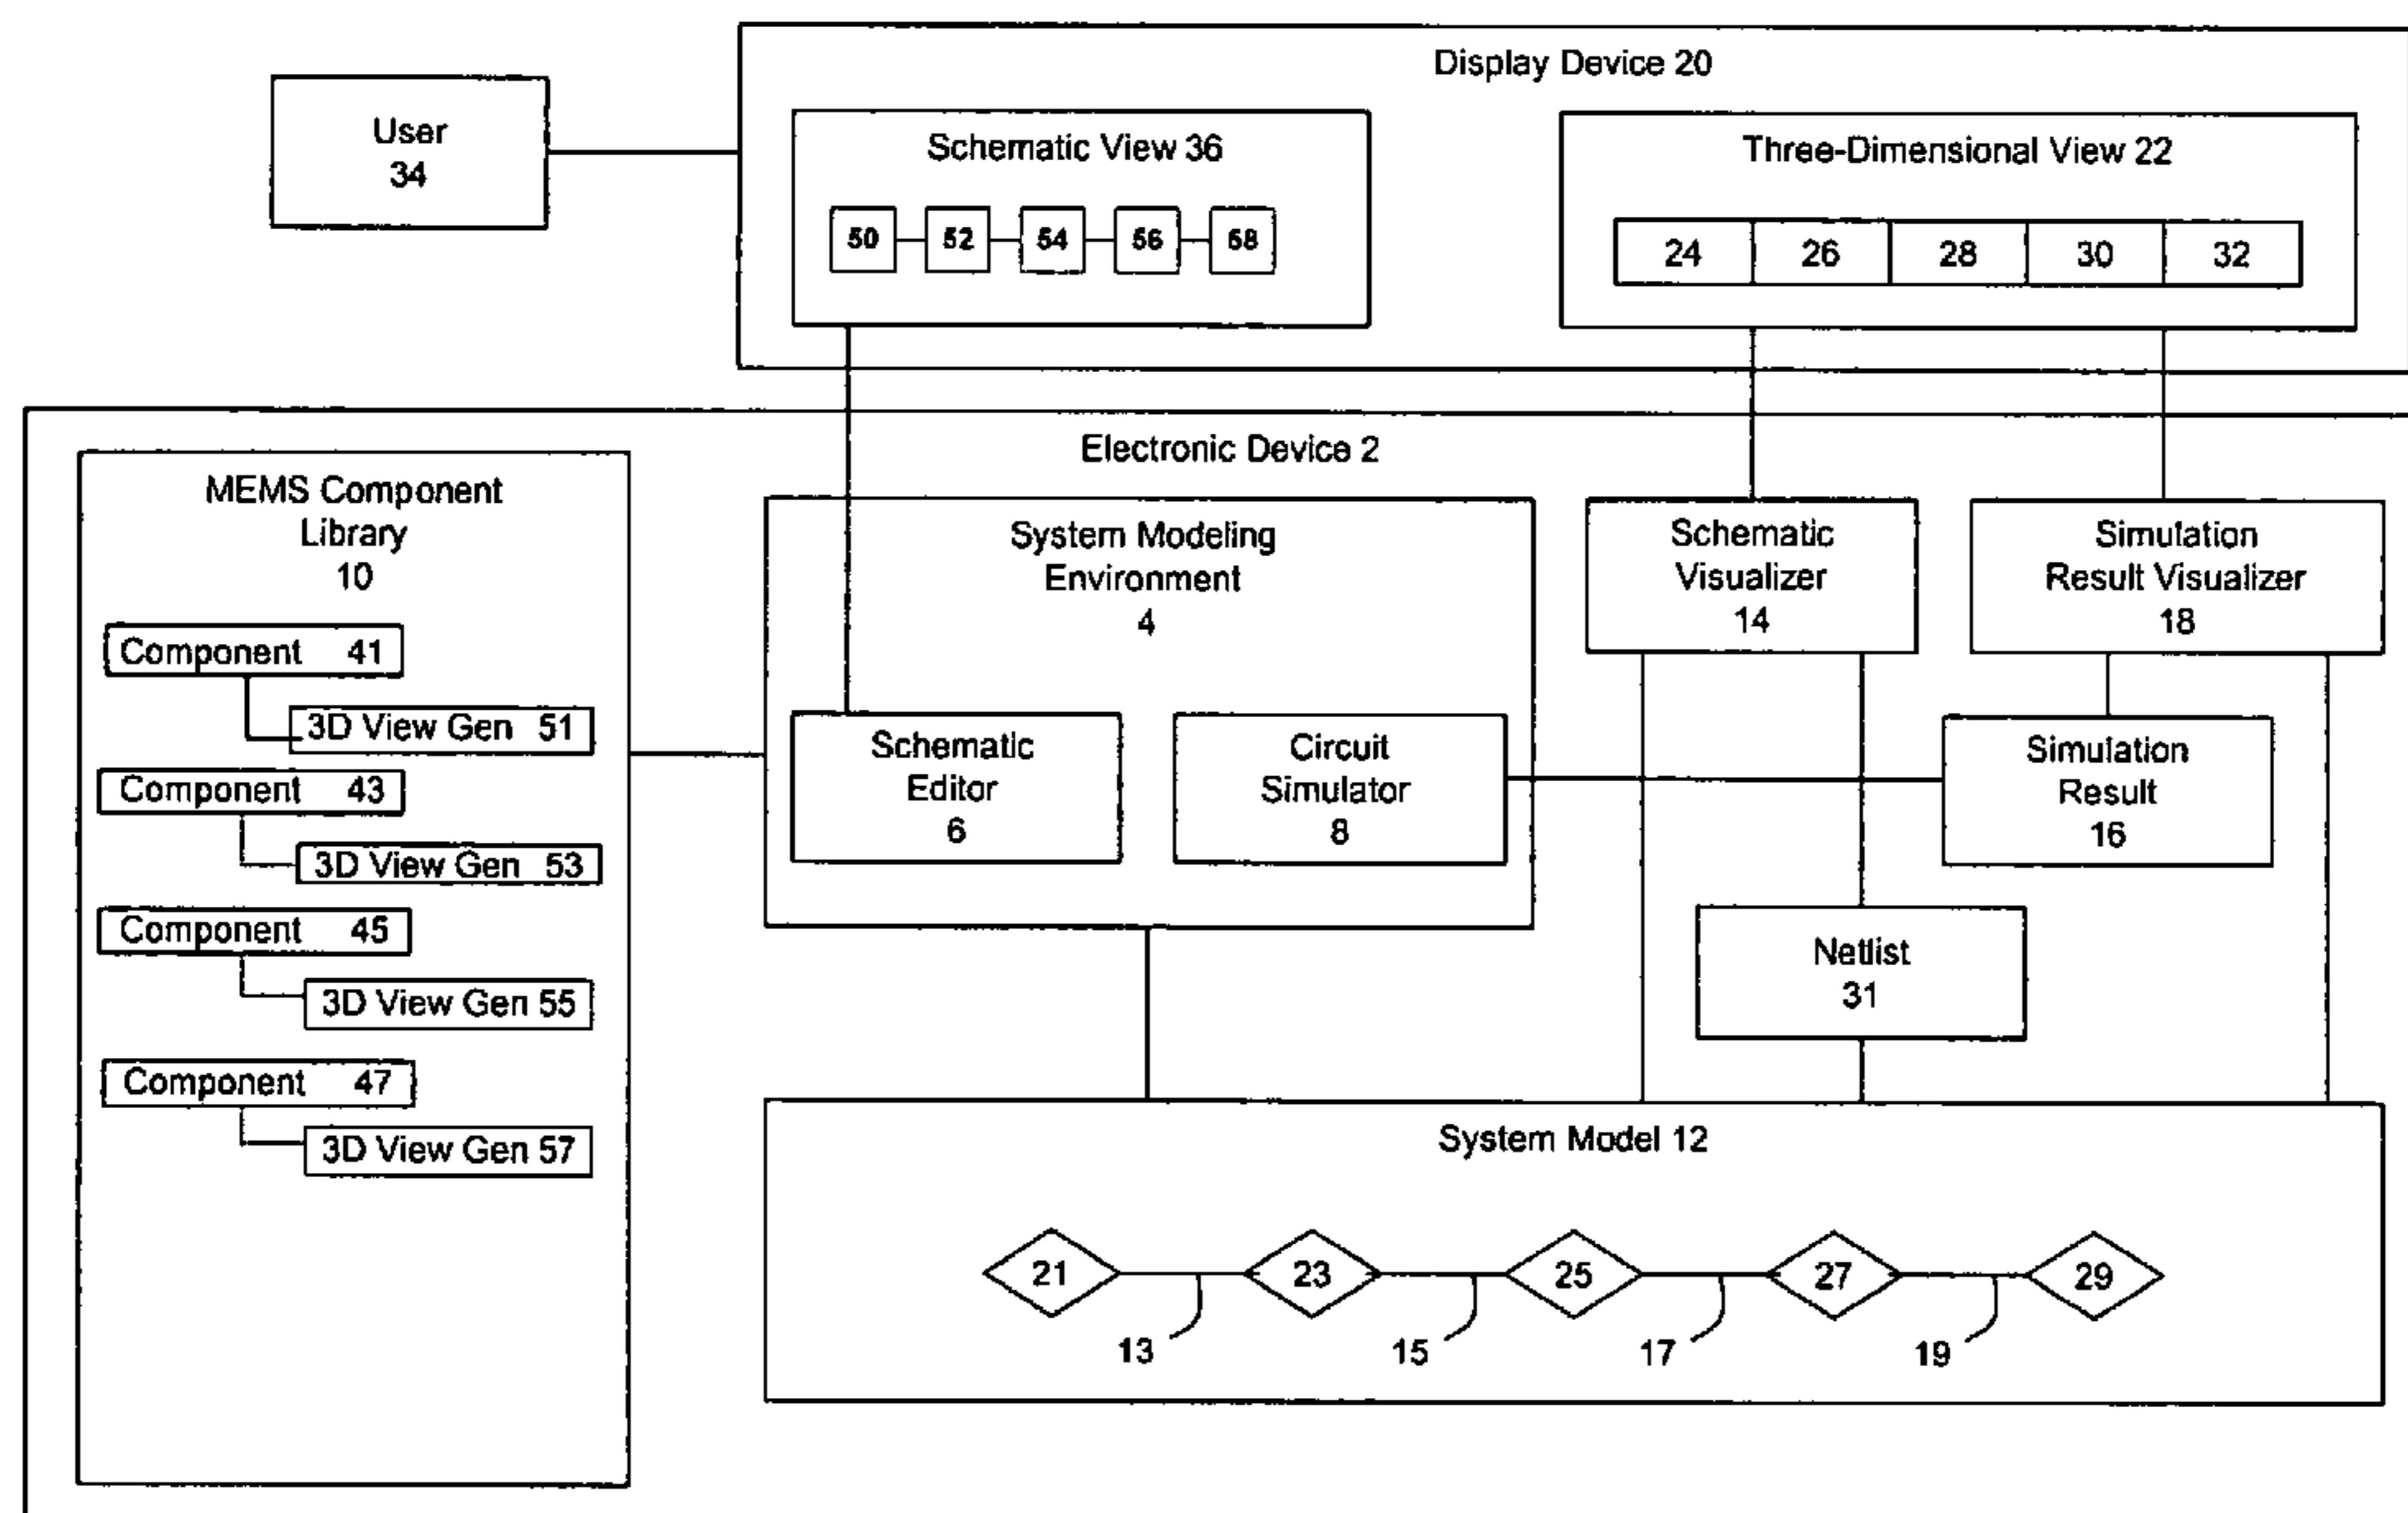 Display Device 20
User
34
Schematic View 36
50
52
54
56
58
Three-Dimensional View 22
24
26
28
30
32
Electronic Device 2
MEMS Component
Library
10
Component 41
3D View Gen 51
Component 43
3D View Gen 53
Component 45
3D View Gen 55
Component 47
3D View Gen 57
System Modeling
Environment
4
Schematic
Editor
6
Circuit
Simulator
8
Schematic
Visualizer
14
Simulation
Result Visualizer
18
Simulation
Result
16
Netlist
31
System Model 12
21
23
25
27
29
13
15
17
19